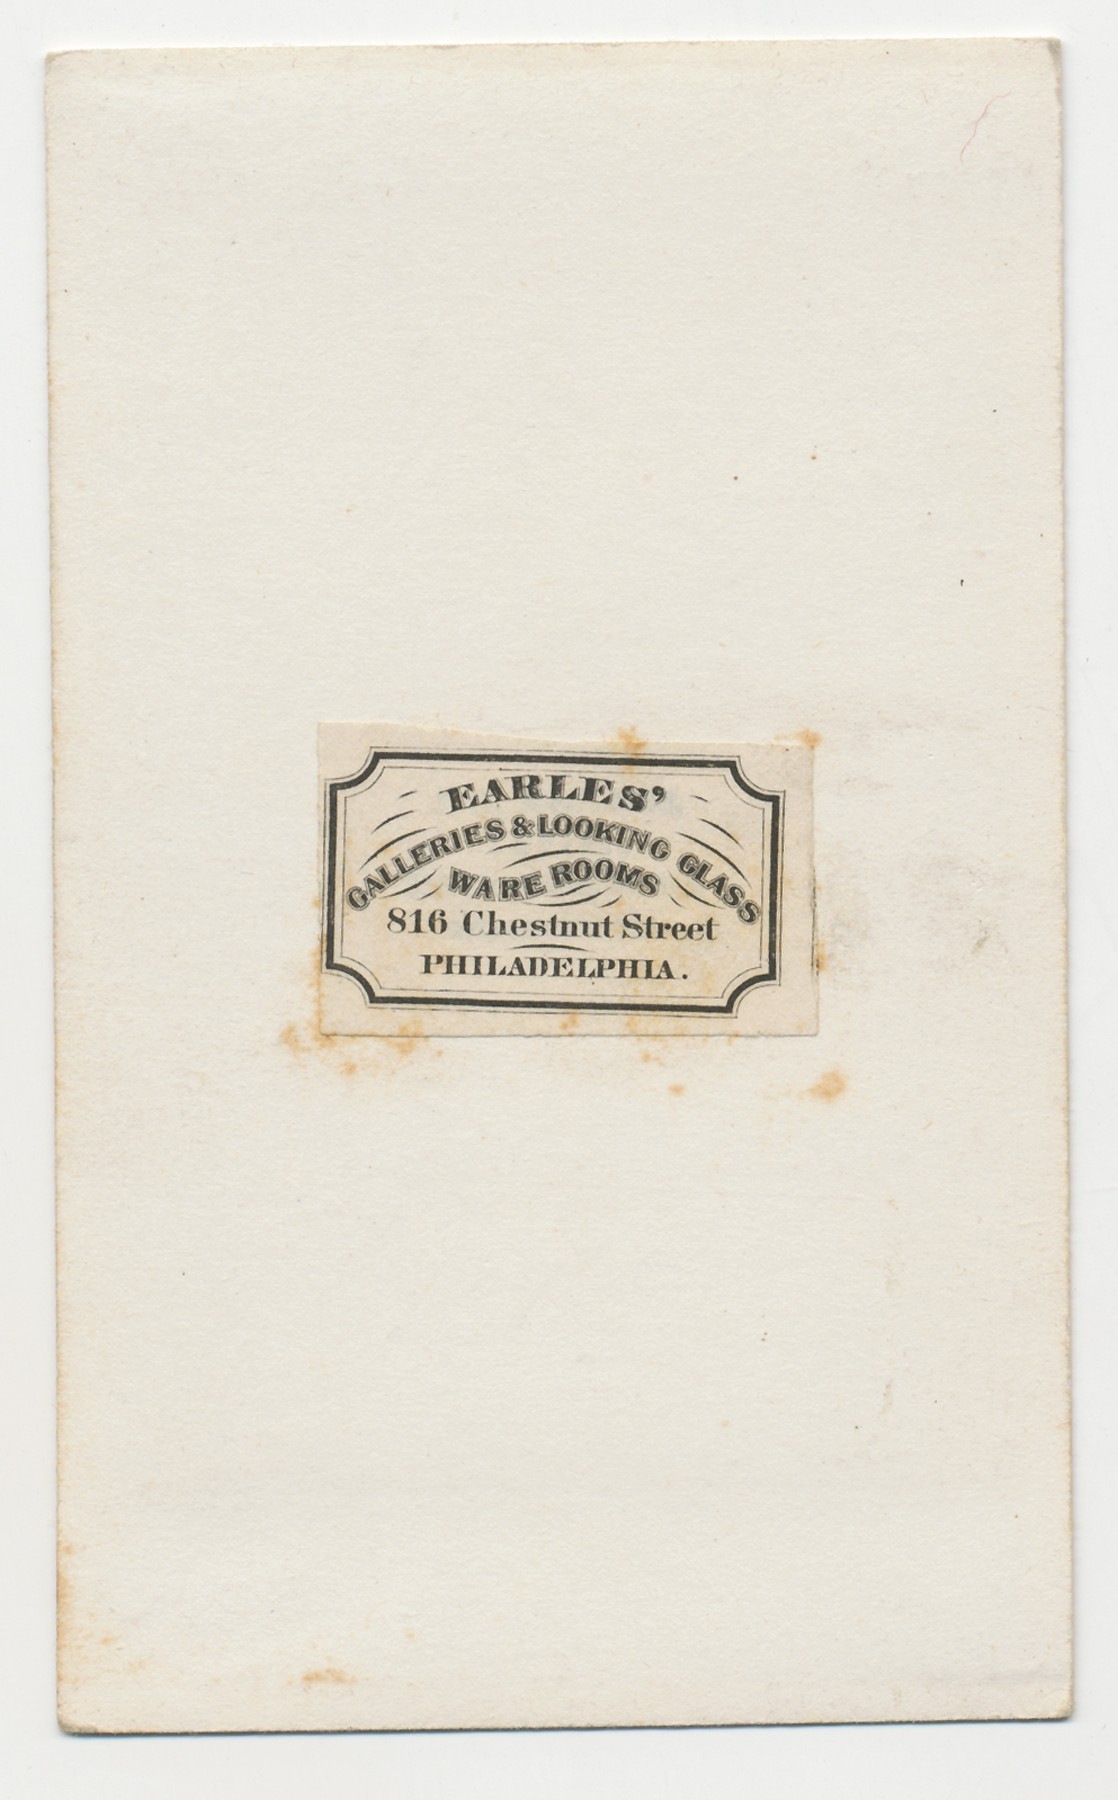 EARLES'
GALLERIES & LOOKING GLASS
WARE ROOMS
816 Chestnut Street
PHILADELPHIA.